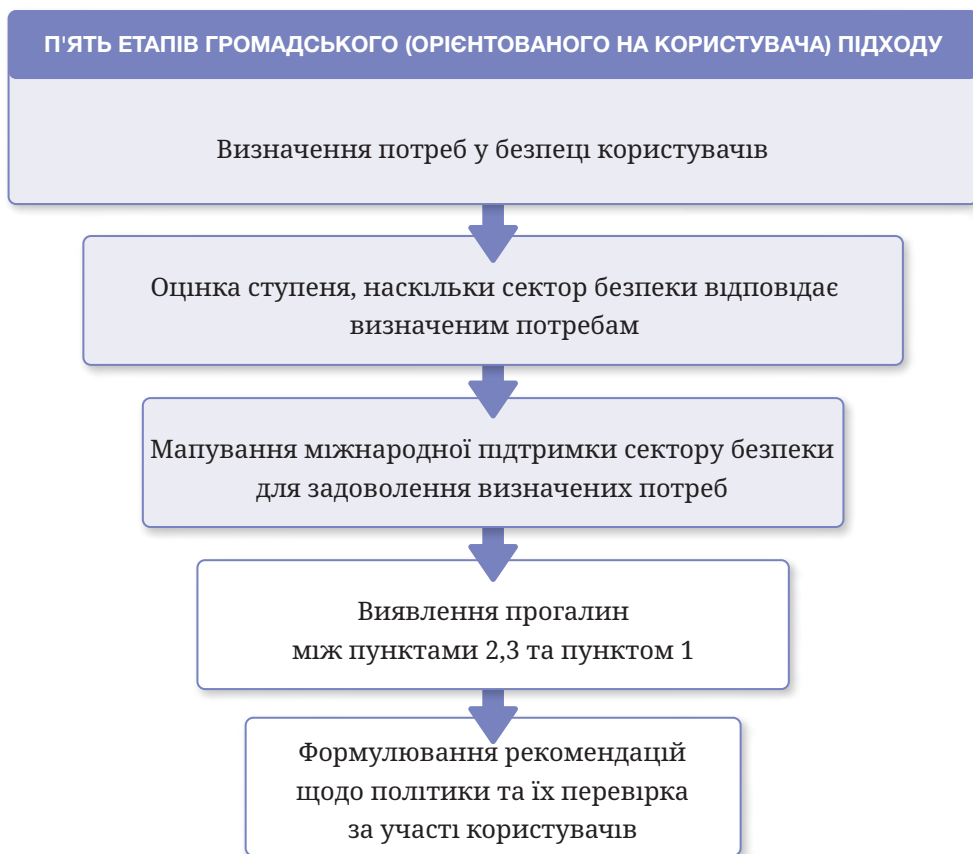 П'ЯТЬ ЕТАПІВ ГРОМАДСЬКОГО (ОРІЄНТОВАНОГО НА КОРИСТУВАЧА) ПІДХОДУ
Визначення потреб у безпеці користувачів
Оцінка ступеня, наскільки сектор безпеки відповідає
визначеним потребам
Мапування міжнародної підтримки сектору безпеки
для задоволення визначених потреб
Виявлення прогалин
між пунктами 2,3 та пунктом 1
Формулювання рекомендацій
щодо політики та їх перевірка
за участі користувачів